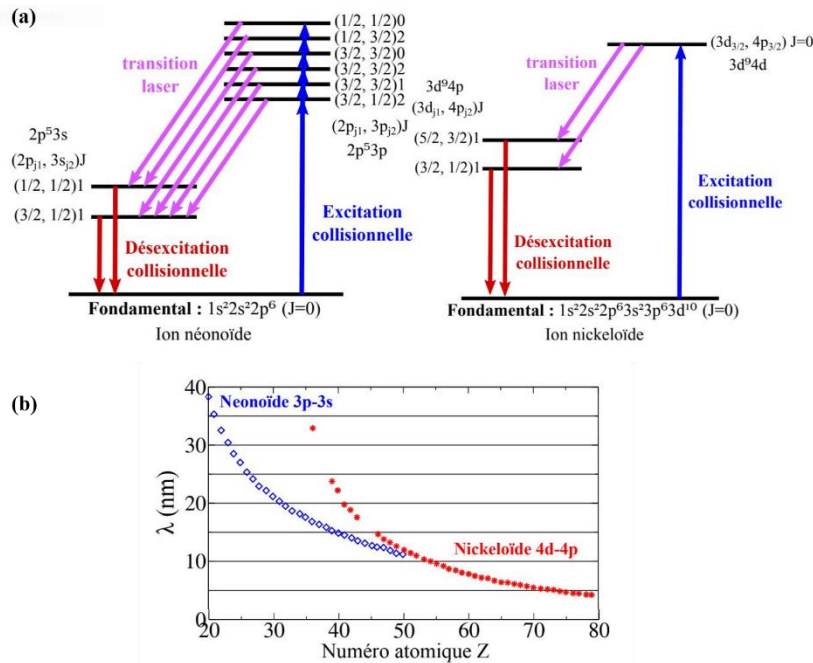 (a)
(1/2, 1/2)0
(1/2, 3/2)2
(3/2, 3/2)0
(3/2, 3/2)2
(3/2, 3/2)1
(3/2, 1/2)2
transition
laser
(2pj1, 3pj2)J
2p⁵3p
2p⁵3s
(2pj1, 3sj2)J
(1/2, 1/2)1
(3/2, 1/2)1
Excitation
collisionnelle
Désexcitation
collisionnelle
Fondamental : 1s²2s²2p⁶ (J=0)
Ion néonoïde
(3d3/2, 4p3/2) J=0
3d⁹4d
transition
laser
3d⁹4p
(3dj1, 4pj2)J
(5/2, 3/2)1
(3/2, 1/2)1
Excitation
collisionnelle
Désexcitation
collisionnelle
Fondamental : 1s²2s²2p⁶3s²3p⁶3d¹⁰ (J=0)
Ion nickeloïde
(b)
40
30
20
10
0
λ (nm)
Neonoïde 3p-3s
Nickeloïde 4d-4p
20 30 40 50 60 70 80
Numéro atomique Z